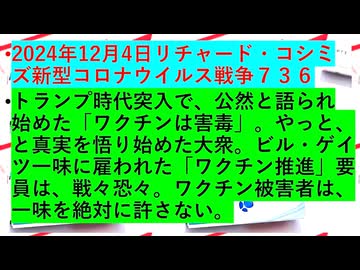 •2024年12月4日リチャード・コシミ
ズ新型コロナウイルス戦争７３６
•トランプ時代突入で、公然と語られ
始めた「ワクチンは害毒」。やっと、
と真実を悟り始めた大衆。ビル・ゲイ
ツ一味に雇われた「ワクチン推進」要
員は、戦々恐々。ワクチン被害者は、
一味を絶対に許さない。